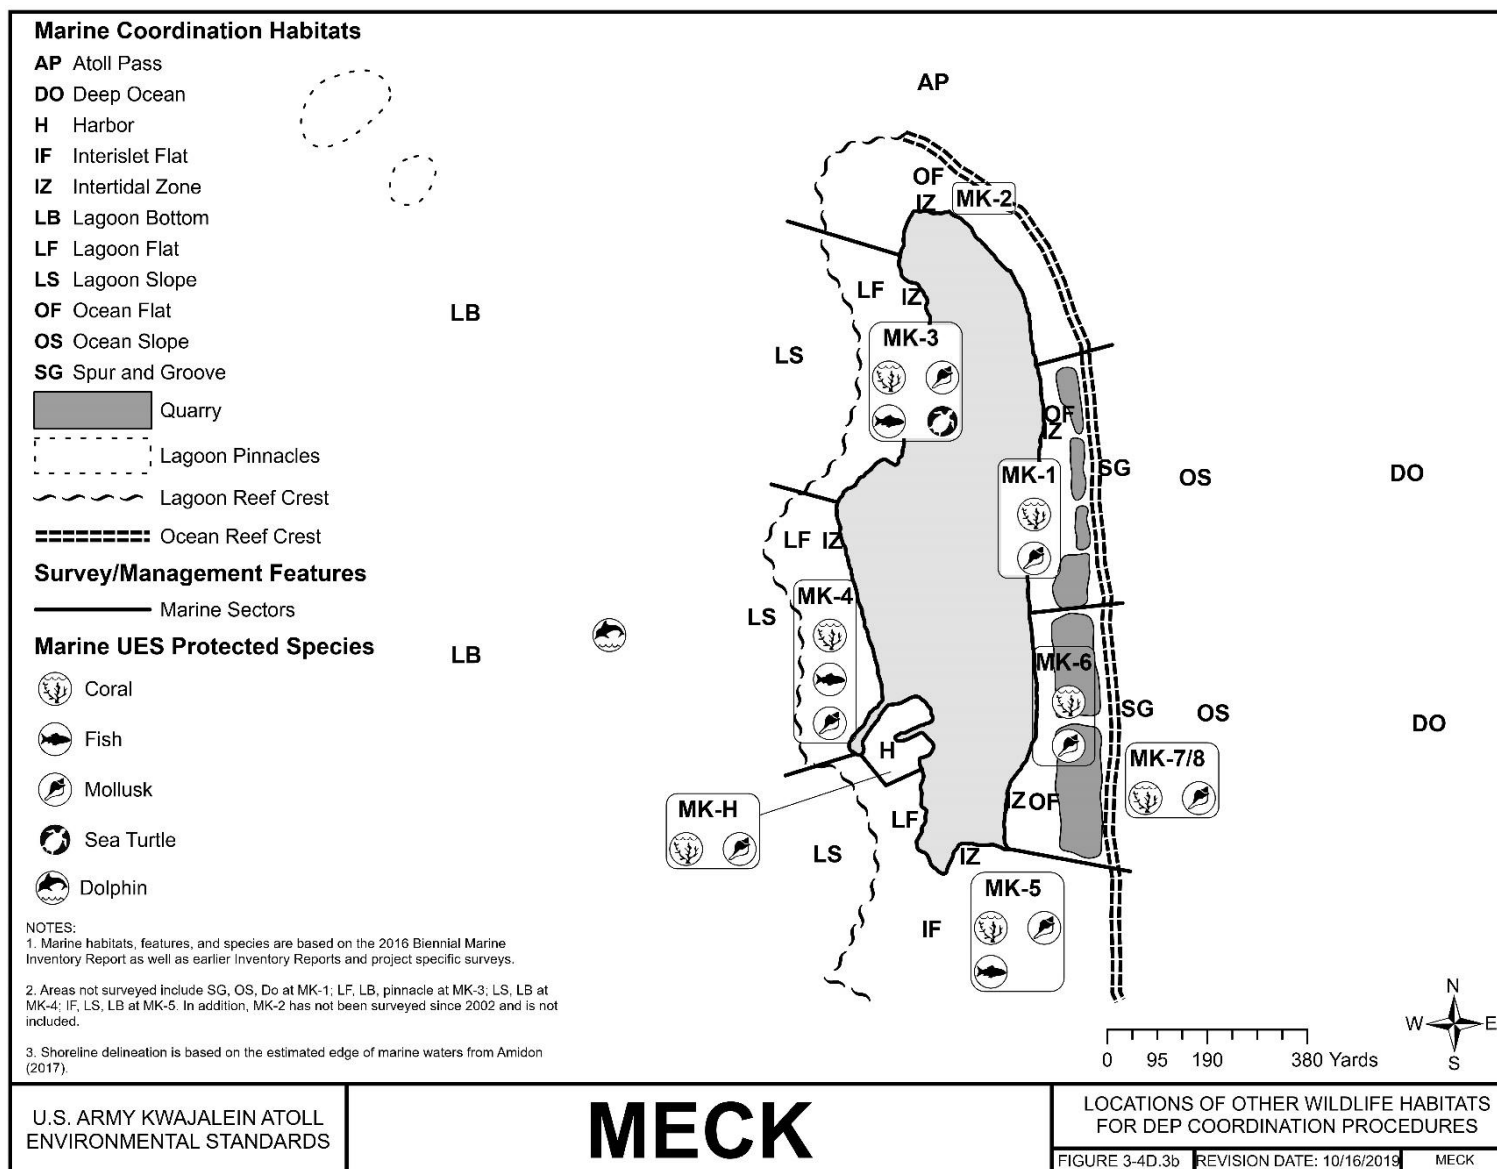 Marine Coordination Habitats
AP Atoll Pass
DO Deep Ocean
H Harbor
IF Interislet Flat
IZ Intertidal Zone
LB Lagoon Bottom
LF Lagoon Flat
LS Lagoon Slope
OF Ocean Flat
OS Ocean Slope
SG Spur and Groove
Quarry
Lagoon Pinnacles
Lagoon Reef Crest
Ocean Reef Crest
Survey/Management Features
Marine Sectors
Marine UES Protected Species
Coral
Fish
Mollusk
Sea Turtle
Dolphin
NOTES:
1. Marine habitats, features, and species are based on the 2016 Biennial Marine
Inventory Report as well as earlier Inventory Reports and project specific surveys.
2. Areas not surveyed include SG, OS, Do at MK-1; LF, LB, pinnacle at MK-3; LS, LB at
MK-4; IF, LS, LB at MK-5. In addition, MK-2 has not been surveyed since 2002 and is not
included.
3. Shoreline delineation is based on the estimated edge of marine waters from Amidon
(2017).
AP
OF
IZ
MK-2
LF
IZ
LB
MK-3
LS
OF
IZ
MK-1
SG
OS
DO
LF IZ
MK-4
LS
LB
MK-6
SG
OS
DO
H
MK-7/8
MK-H
LF
IZ
OF
LS
IZ
MK-5
IF
N
W
E
S
0 95 190 380 Yards
U.S. ARMY KWAJALEIN ATOLL
ENVIRONMENTAL STANDARDS
MECK
LOCATIONS OF OTHER WILDLIFE HABITATS
FOR DEP COORDINATION PROCEDURES
FIGURE 3-4D.3b
REVISION DATE: 10/16/2019
MECK